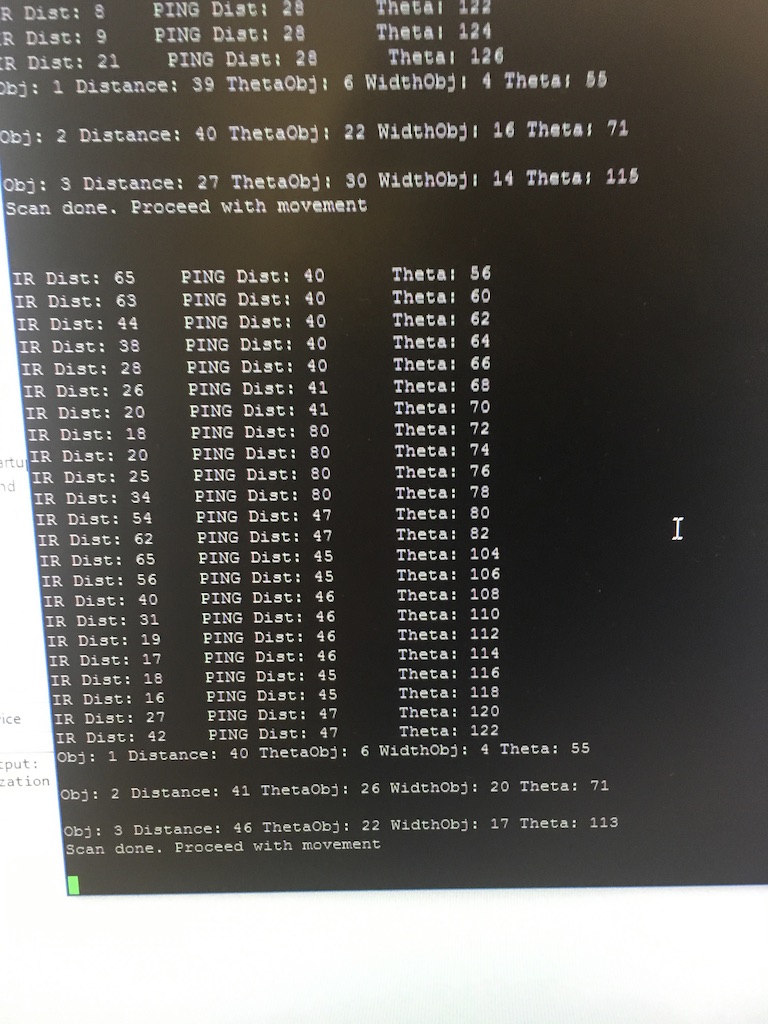 IR Dist: 8 PING Dist: 28 Theta: 122
IR Dist: 9 PING Dist: 28 Theta: 124
IR Dist: 21 PING Dist: 28 Theta: 126
Obj: 1 Distance: 39 ThetaObj: 6 WidthObj: 4 Theta: 55
Obj: 2 Distance: 40 ThetaObj: 22 WidthObj: 16 Theta: 71
Obj: 3 Distance: 27 ThetaObj: 30 WidthObj: 14 Theta: 115
Scan done. Proceed with movement
IR Dist: 65 PING Dist: 40 Theta: 56
IR Dist: 63 PING Dist: 40 Theta: 60
IR Dist: 44 PING Dist: 40 Theta: 62
IR Dist: 38 PING Dist: 40 Theta: 64
IR Dist: 28 PING Dist: 40 Theta: 66
IR Dist: 26 PING Dist: 41 Theta: 68
IR Dist: 20 PING Dist: 41 Theta: 70
IR Dist: 18 PING Dist: 80 Theta: 72
IR Dist: 20 PING Dist: 80 Theta: 74
IR Dist: 25 PING Dist: 80 Theta: 76
IR Dist: 34 PING Dist: 80 Theta: 78
IR Dist: 54 PING Dist: 47 Theta: 80
IR Dist: 62 PING Dist: 47 Theta: 82
IR Dist: 65 PING Dist: 45 Theta: 104
IR Dist: 56 PING Dist: 45 Theta: 106
IR Dist: 40 PING Dist: 46 Theta: 108
IR Dist: 31 PING Dist: 46 Theta: 110
IR Dist: 19 PING Dist: 46 Theta: 112
IR Dist: 17 PING Dist: 46 Theta: 114
IR Dist: 18 PING Dist: 45 Theta: 116
IR Dist: 16 PING Dist: 45 Theta: 118
IR Dist: 27 PING Dist: 47 Theta: 120
IR Dist: 42 PING Dist: 47 Theta: 122
Obj: 1 Distance: 40 ThetaObj: 6 WidthObj: 4 Theta: 55
Obj: 2 Distance: 41 ThetaObj: 26 WidthObj: 20 Theta: 71
Obj: 3 Distance: 46 ThetaObj: 22 WidthObj: 17 Theta: 113
Scan done. Proceed with movement